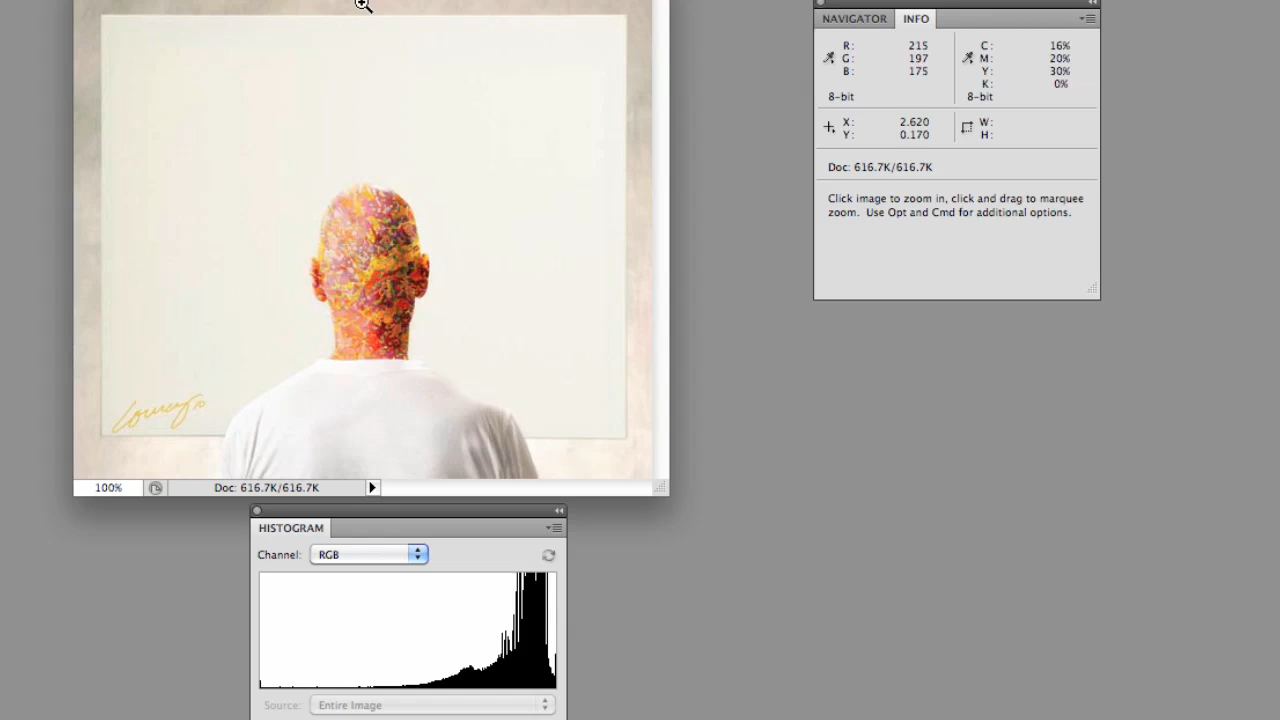 NAVIGATOR INFO
R: 215 C: 16%
G: 197 M: 20%
B: 175 Y: 30%
K: 0%
8-bit 8-bit
X: 2.620 W:
Y: 0.170 H:
Doc: 616.7K/616.7K
Click image to zoom in, click and drag to marquee
zoom. Use Opt and Cmd for additional options.
100% Doc: 616.7K/616.7K
HISTOGRAM
Channel: RGB
Source: Entire Image